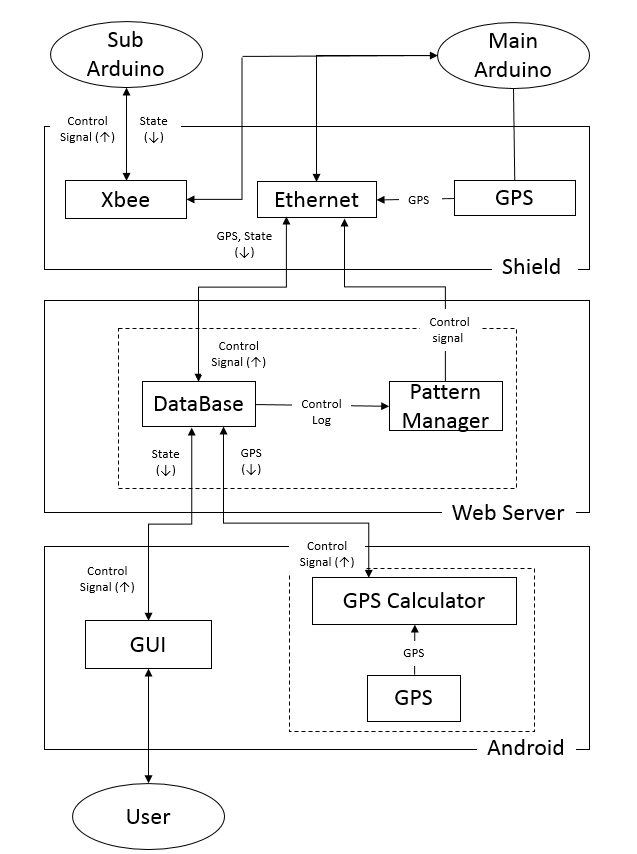 Sub
Arduino
Main
Arduino
Control
Signal (↑)
State
(↓)
Xbee
Ethernet
GPS
GPS
GPS, State
(↓)
Shield
Control
signal
Control
Signal (↑)
DataBase
Control
Log
Pattern
Manager
State
(↓)
GPS
(↓)
Web Server
Control
Signal (↑)
Control
Signal (↑)
GPS Calculator
GUI
GPS
GPS
Android
User